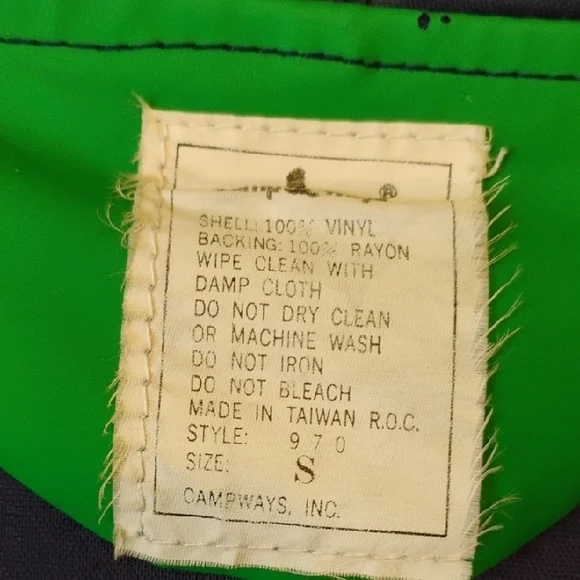 SHELL: 100% VINYL
BACKING: 100% RAYON
WIPE CLEAN WITH
DAMP CLOTH
DO NOT DRY CLEAN
OR MACHINE WASH
DO NOT IRON
DO NOT BLEACH
MADE IN TAIWAN R.O.C.
STYLE: 970
SIZE: S
CAMPWAYS, INC.